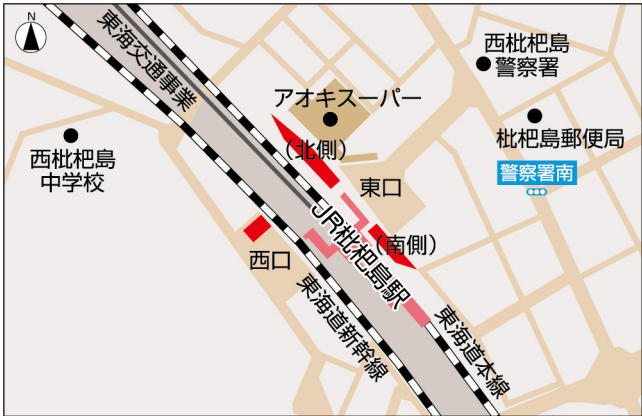 N
東海交通事業
西枇杷島
警察署
アオキスーパー
枇杷島郵便局
西枇杷島
中学校
（北側）
警察署南
東口
JR枇杷島駅
（南側）
西口
東海道新幹線
東海道本線